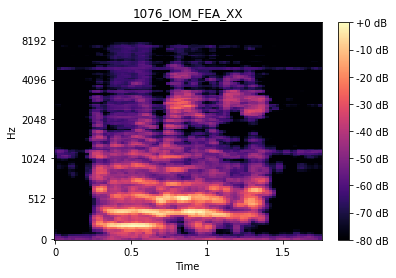 1076_IOM_FEA_XX
+0 dB
8192
-10 dB
4096
-20 dB
-30 dB
2048
-40 dB
Hz
1024
-50 dB
512
-60 dB
-70 dB
0
-80 dB
0 0.5 1 1.5
Time